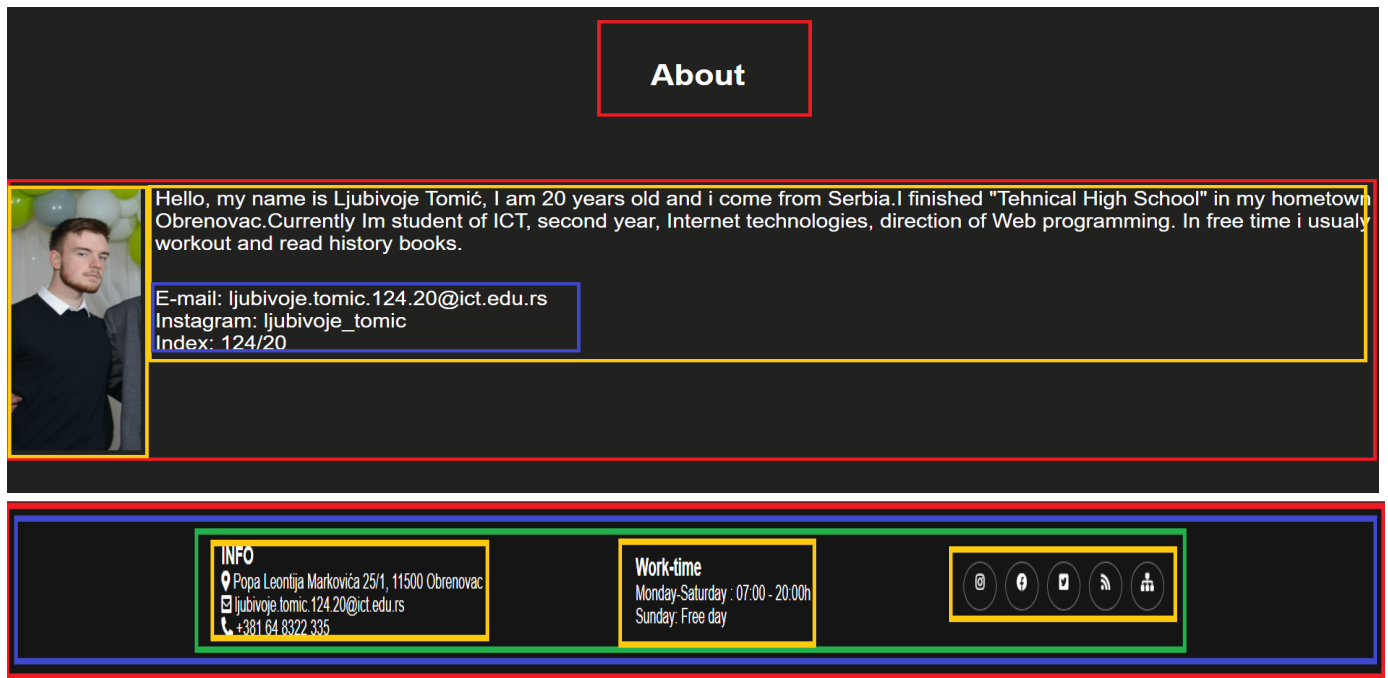 About
Hello, my name is Ljubivoje Tomić, I am 20 years old and i come from Serbia.I finished "Tehnical High School" in my hometown
Obrenovac.Currently Im student of ICT, second year, Internet technologies, direction of Web programming. In free time i usualy
workout and read history books.
E-mail: ljubivoje.tomic.124.20@ict.edu.rs
Instagram: ljubivoje_tomic
Index: 124/20
INFO
Popa Leontija Markovića 25/1, 11500 Obrenovac
ljubivoje.tomic.124.20@ict.edu.rs
+381 64 8322 335
Work-time
Monday-Saturday : 07:00 - 20:00h
Sunday: Free day